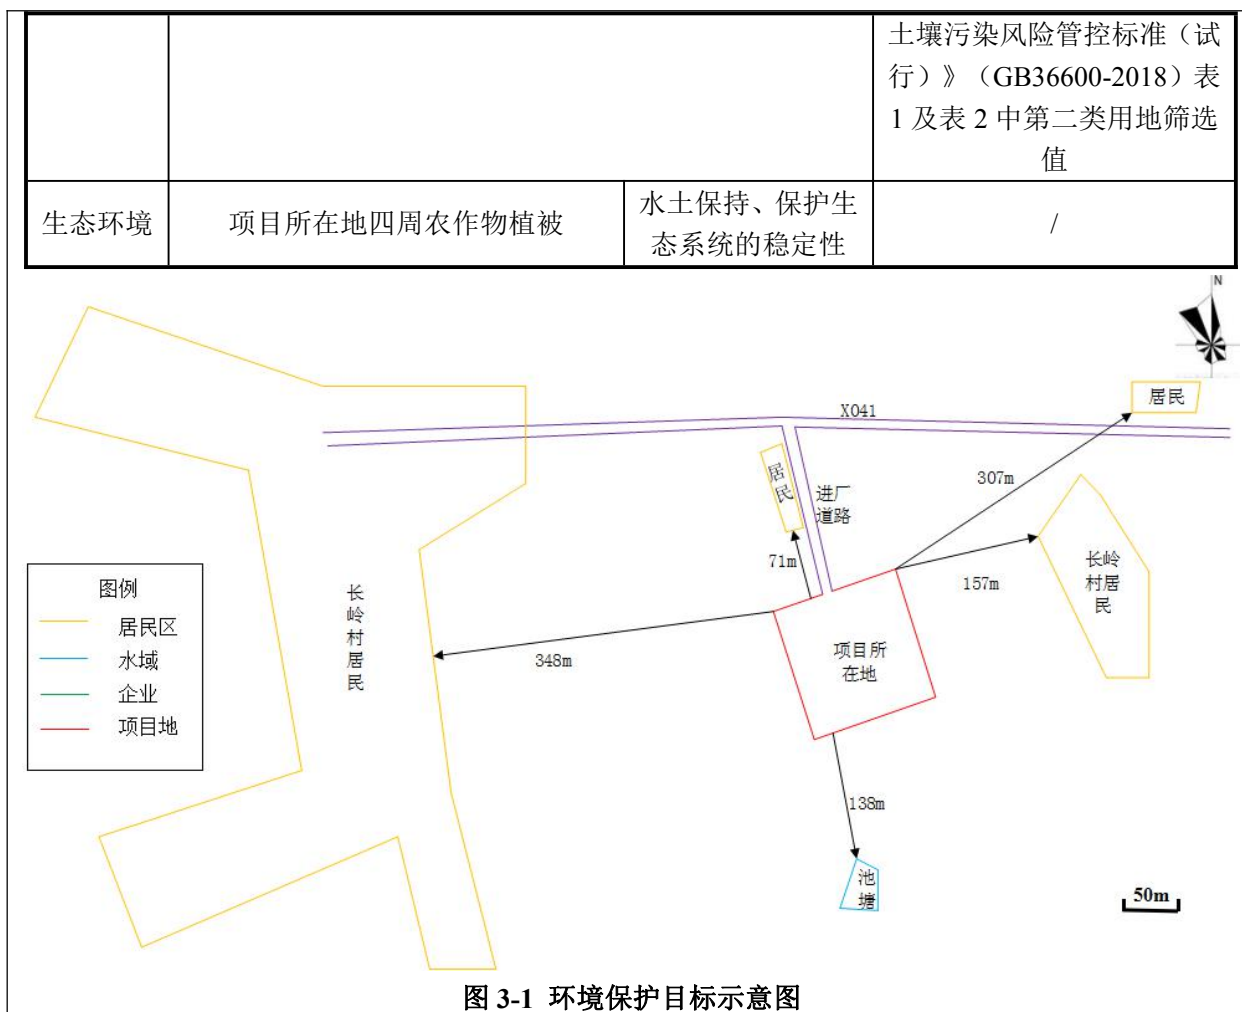 土壤污染风险管控标准（试
行）》（GB36600-2018）表
1 及表 2 中第二类用地筛选
值
生态环境
项目所在地四周农作物植被
水土保持、保护生
态系统的稳定性
/
N
居民
X041
居民
进厂
道路
307m
71m
157m
长岭
村居
民
图例
居民区
水域
企业
项目地
长岭村居民
348m
项目所
在地
138m
池塘
50m
图 3-1 环境保护目标示意图